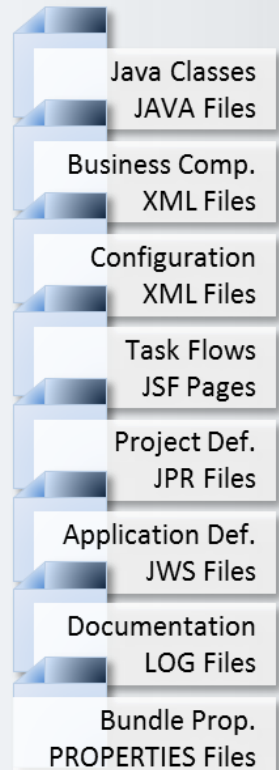 Java Classes
JAVA Files
Business Comp.
XML Files
Configuration
XML Files
Task Flows
JSF Pages
Project Def.
JPR Files
Application Def.
JWS Files
Documentation
LOG Files
Bundle Prop.
PROPERTIES Files